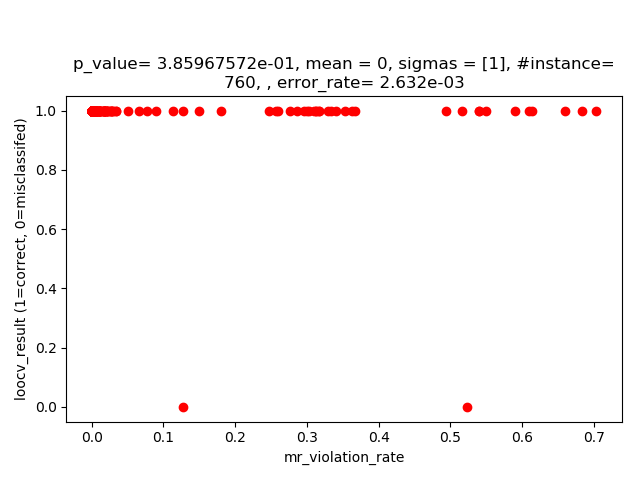 p_value= 3.85967572e-01, mean = 0, sigmas = [1], #instance=
760, , error_rate= 2.632e-03
1.0
0.8
0.6
0.4
0.2
0.0
loocv_result (1=correct, 0=misclassifed)
0.0 0.1 0.2 0.3 0.4 0.5 0.6 0.7
mr_violation_rate